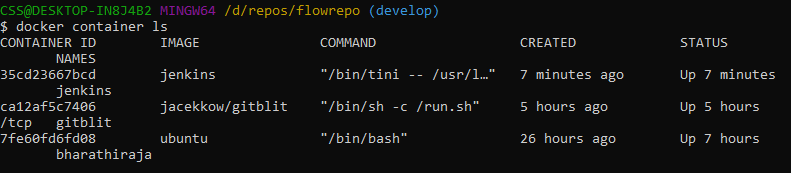 CSS@DESKTOP-IN8J4B2 MINGW64 /d/repos/flowrepo (develop)
$ docker container ls
CONTAINER ID        IMAGE               COMMAND                  CREATED             STATUS
       NAMES
35cd23667bcd        jenkins             "/bin/tini -- /usr/l…"   7 minutes ago       Up 7 minutes
       jenkins
ca12af5c7406        jacekkow/gitblit    "/bin/sh -c /run.sh"     5 hours ago         Up 5 hours
/tcp   gitblit
7fe60fd6fd08        ubuntu              "/bin/bash"              26 hours ago        Up 7 hours
       bharathiraja